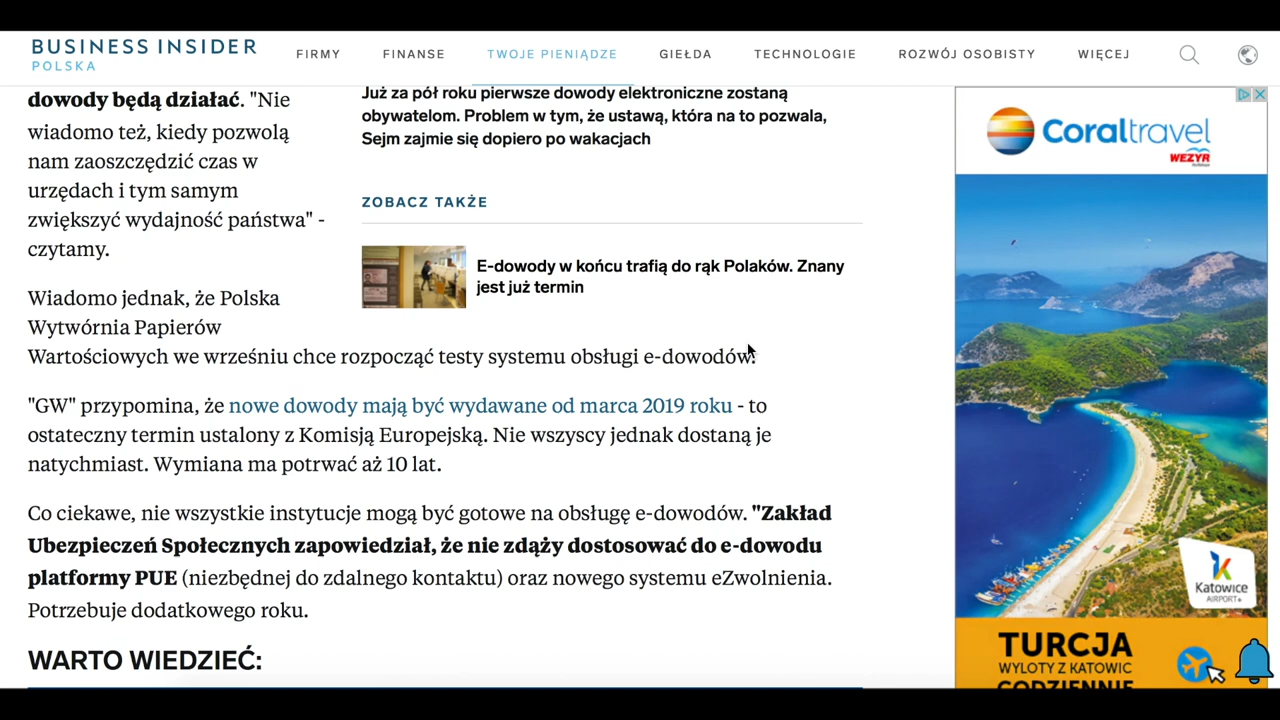 BUSINESS INSIDER
POLSKA
FIRMY
FINANSE
TWOJE PIENIĄDZE
GIEŁDA
TECHNOLOGIE
ROZWÓJ OSOBISTY
WIĘCEJ
dowody będą działać. "Nie
wiadomo też, kiedy pozwolą
nam zaoszczędzić czas w
urzędach i tym samym
zwiększyć wydajność państwa" -
czytamy.
Już za pół roku pierwsze dowody elektroniczne zostaną
obywatelom. Problem w tym, że ustawą, która na to pozwala,
Sejm zajmie się dopiero po wakacjach
ZOBACZ TAKŻE
E-dowody w końcu trafią do rąk Polaków. Znany
jest już termin
Wiadomo jednak, że Polska
Wytwórnia Papierów
Wartościowych we wrześniu chce rozpocząć testy systemu obsługi e-dowodów.
"GW" przypomina, że nowe dowody mają być wydawane od marca 2019 roku - to
ostateczny termin ustalony z Komisją Europejską. Nie wszyscy jednak dostaną je
natychmiast. Wymiana ma potrwać aż 10 lat.
Co ciekawe, nie wszystkie instytucje mogą być gotowe na obsługę e-dowodów. "Zakład
Ubezpieczeń Społecznych zapowiedział, że nie zdąży dostosować do e-dowodu
platformy PUE (niezbędnej do zdalnego kontaktu) oraz nowego systemu eZwolnienia.
Potrzebuje dodatkowego roku.
WARTO WIEDZIEĆ:
Coraltravel
WEZYR
Katowice
AIRPORT
TURCJA
WYLOTY Z KATOWIC
CODZIENNIE